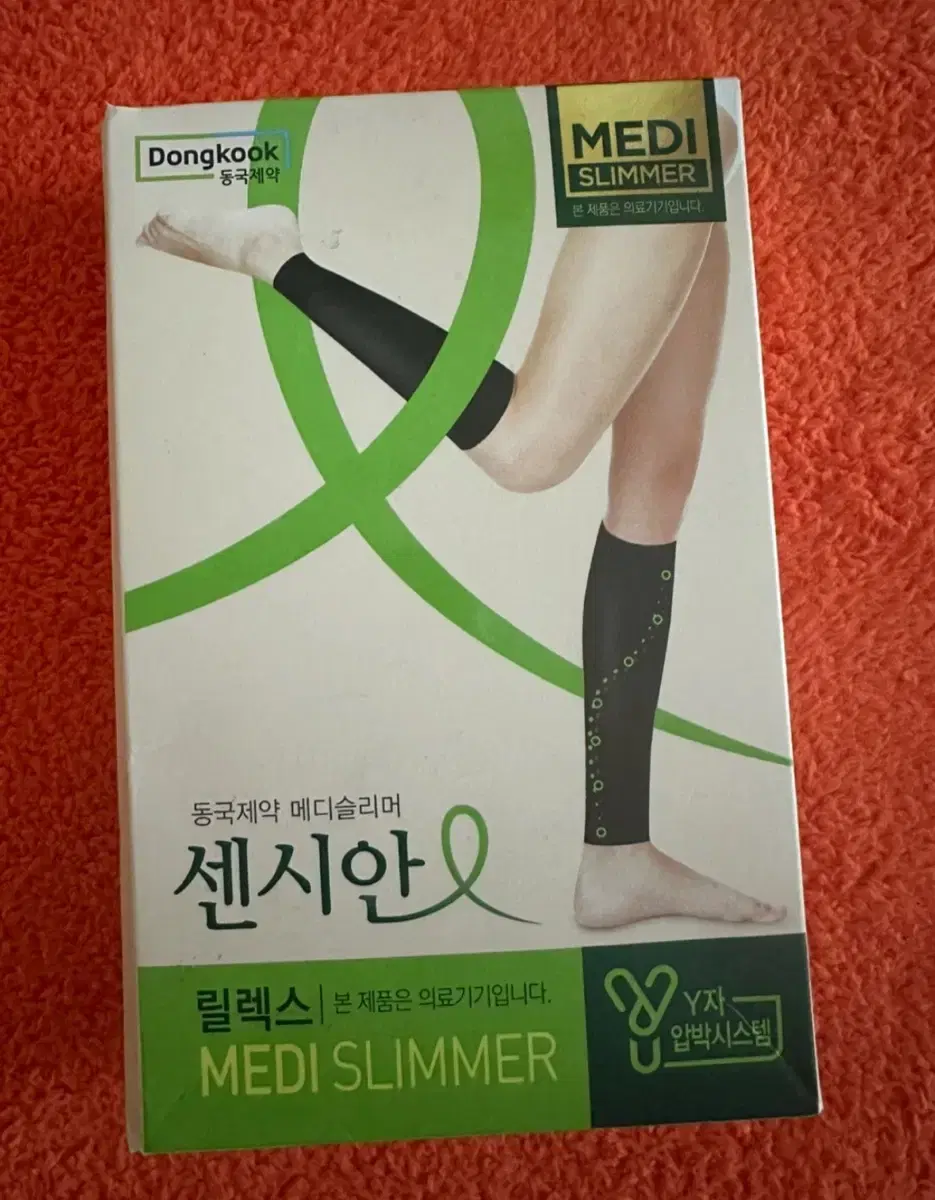 Dongkook
동국제약
MEDI
SLIMMER
본 제품은 의료기기입니다.
동국제약 메디슬리머
센시안
릴렉스 본 제품은 의료기기입니다.
MEDI SLIMMER
Y자
압박시스템